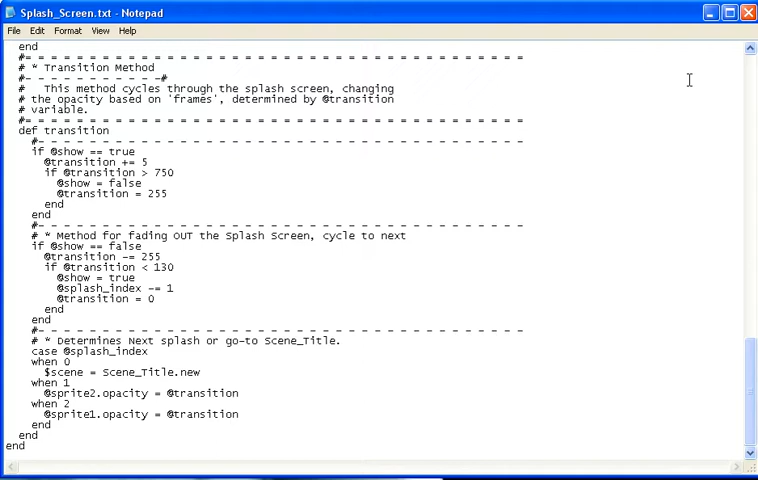 Splash_Screen.txt - Notepad
File Edit Format View Help
end
#= - - - - - - - - - - - - - - - - - - - - - - - - - - - - - - - - - - - - - -
# * Transition Method
#- - - - - - - - - - -#
#   This method cycles through the splash screen, changing
# the opacity based on `frames', determined by @transition
# variable.
#= = - - - - - - - - - - - - - - - - - - - - - - - - - - - - - - - - - - - - -
def transition
#- - - - - - - - - - - - - - - - - - - - - - - - - - - - - - - - - - - - - -
if @show == true
@transition += 5
if @transition > 750
@show = false
@transition = 255
end
end
#- - - - - - - - - - - - - - - - - - - - - - - - - - - - - - - - - - - - - -
# * Method for fading OUT the Splash Screen, cycle to next
if @show == false
@transition -= 255
if @transition < 130
@show = true
@splash_index -= 1
@transition = 0
end
end
#- - - - - - - - - - - - - - - - - - - - - - - - - - - - - - - - - - - - - -
# * Determines Next splash or go-to Scene_Title.
case @splash_index
when 0
$scene = Scene_Title.new
when 1
@sprite2.opacity = @transition
when 2
@sprite1.opacity = @transition
end
end
end